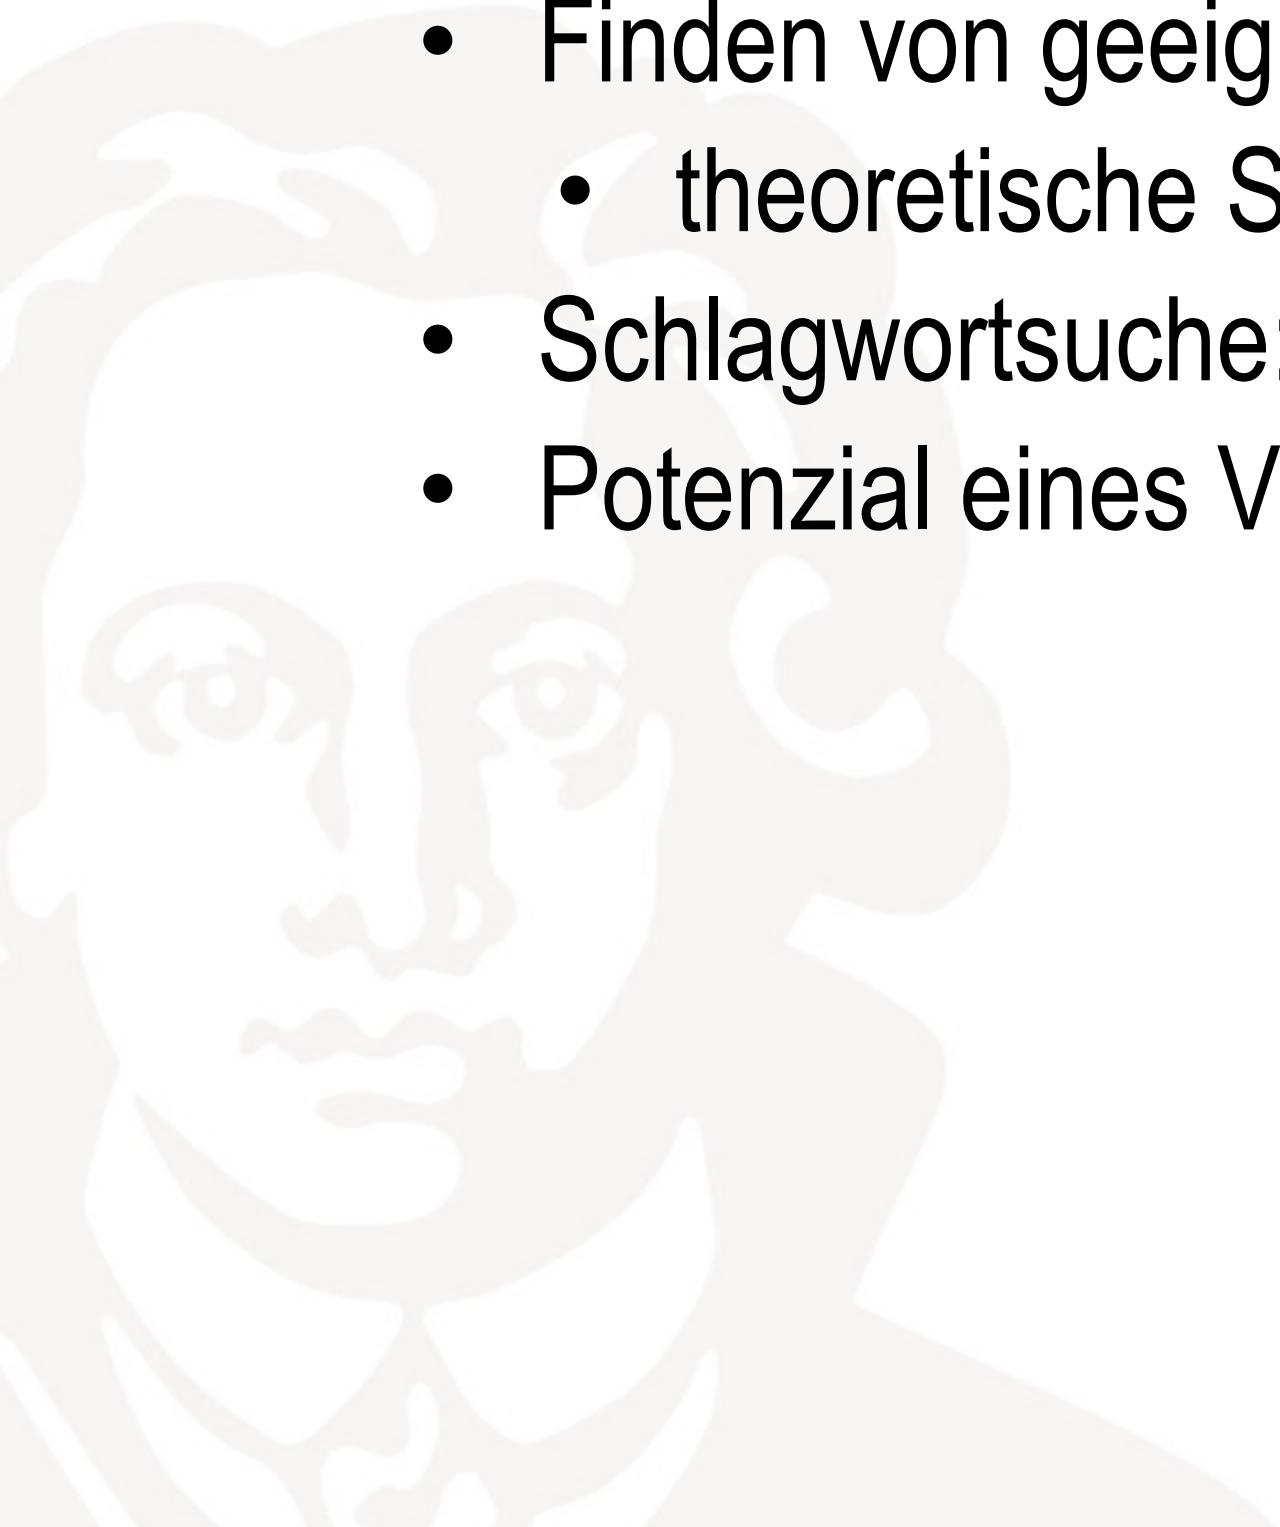 • Finden von geeig
• theoretische S
• Schlagwortsuche:
• Potenzial eines V